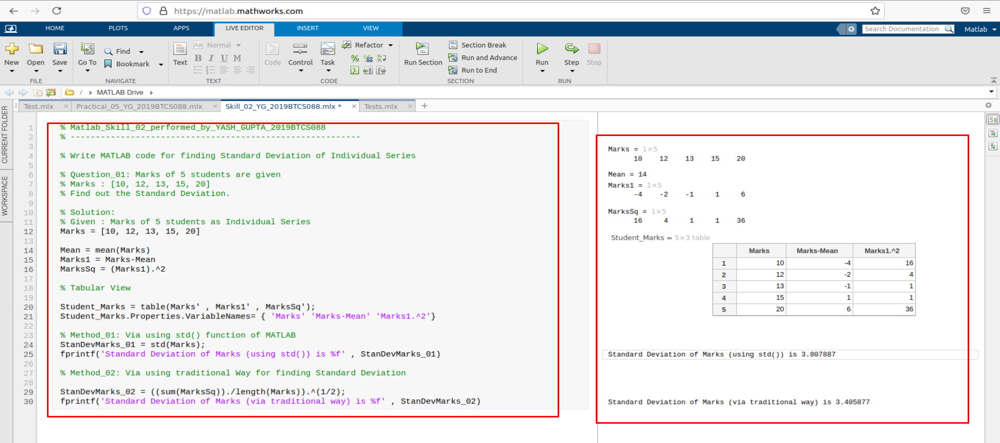 https://matlab.mathworks.com
HOME PLOTS APPS LIVE EDITOR INSERT VIEW
Search Documentation Matlab
New Open Save Go To Find Bookmark Text Normal Code Control Task Refactor Run Section Section Break Run and Advance Run to End Run Step Stop
Aa
B I U M
FILE NAVIGATE TEXT CODE SECTION RUN
/ › MATLAB Drive ›
Test.mlx × Practical_05_YG_2019BTCS088.mlx × Skill_02_YG_2019BTCS088.mlx * × Tests.mlx × +
CURRENT FOLDER
WORKSPACE
1 % Matlab_Skill_02_performed_by_YASH_GUPTA_2019BTCS088
2 % ----------------------------------------------------------
3
4 % Write MATLAB code for finding Standard Deviation of Individual Series
5
6 % Question_01: Marks of 5 students are given
7 % Marks : [10, 12, 13, 15, 20]
8 % Find out the Standard Deviation.
9
10 % Solution:
11 % Given : Marks of 5 students as Individual Series
12 Marks = [10, 12, 13, 15, 20]
13
14 Mean = mean(Marks)
15 Marks1 = Marks-Mean
16 MarksSq = (Marks1).^2
17
18 % Tabular View
19
20 Student_Marks = table(Marks' , Marks1' , MarksSq');
21 Student_Marks.Properties.VariableNames= { 'Marks' 'Marks-Mean' 'Marks1.^2'}
22
23 % Method_01: Via using std() function of MATLAB
24 StanDevMarks_01 = std(Marks);
25 fprintf('Standard Deviation of Marks (using std()) is %f' , StanDevMarks_01)
26
27 % Method_02: Via using traditional Way for finding Standard Deviation
28
29 StanDevMarks_02 = ((sum(MarksSq))./length(Marks)).^(1/2);
30 fprintf('Standard Deviation of Marks (via traditional way) is %f' , StanDevMarks_02)
Marks = 1×5
10 12 13 15 20
Mean = 14
Marks1 = 1×5
-4 -2 -1 1 6
MarksSq = 1×5
16 4 1 1 36
Student_Marks = 5×3 table
Marks Marks-Mean Marks1.^2
1 10 -4 16
2 12 -2 4
3 13 -1 1
4 15 1 1
5 20 6 36
Standard Deviation of Marks (using std()) is 3.807887
Standard Deviation of Marks (via traditional way) is 3.405877